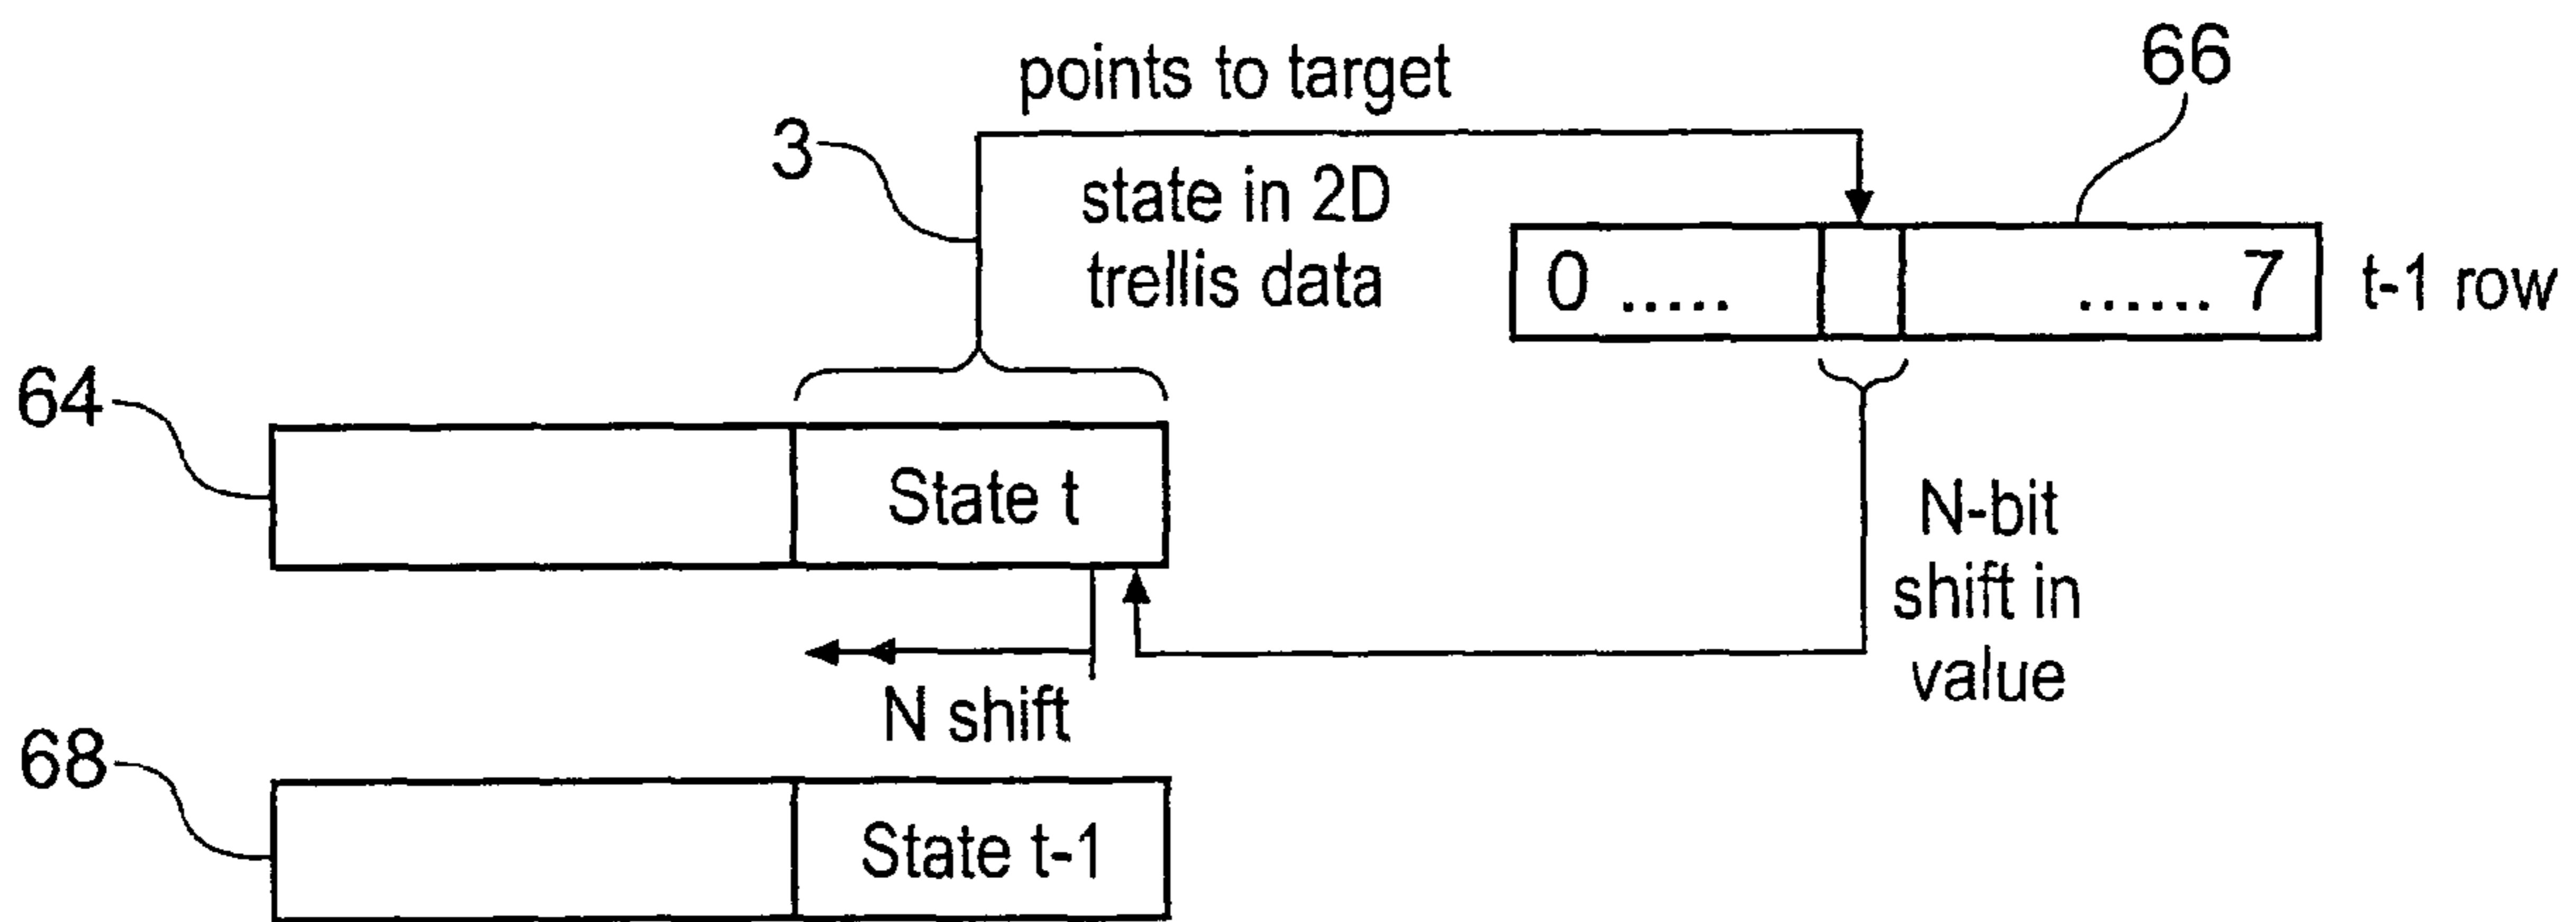 points to target
66
3
state in 2D
trellis data
0 ..... ...... 7 t-1 row
64
State t
N-bit
shift in
value
N shift
68
State t-1